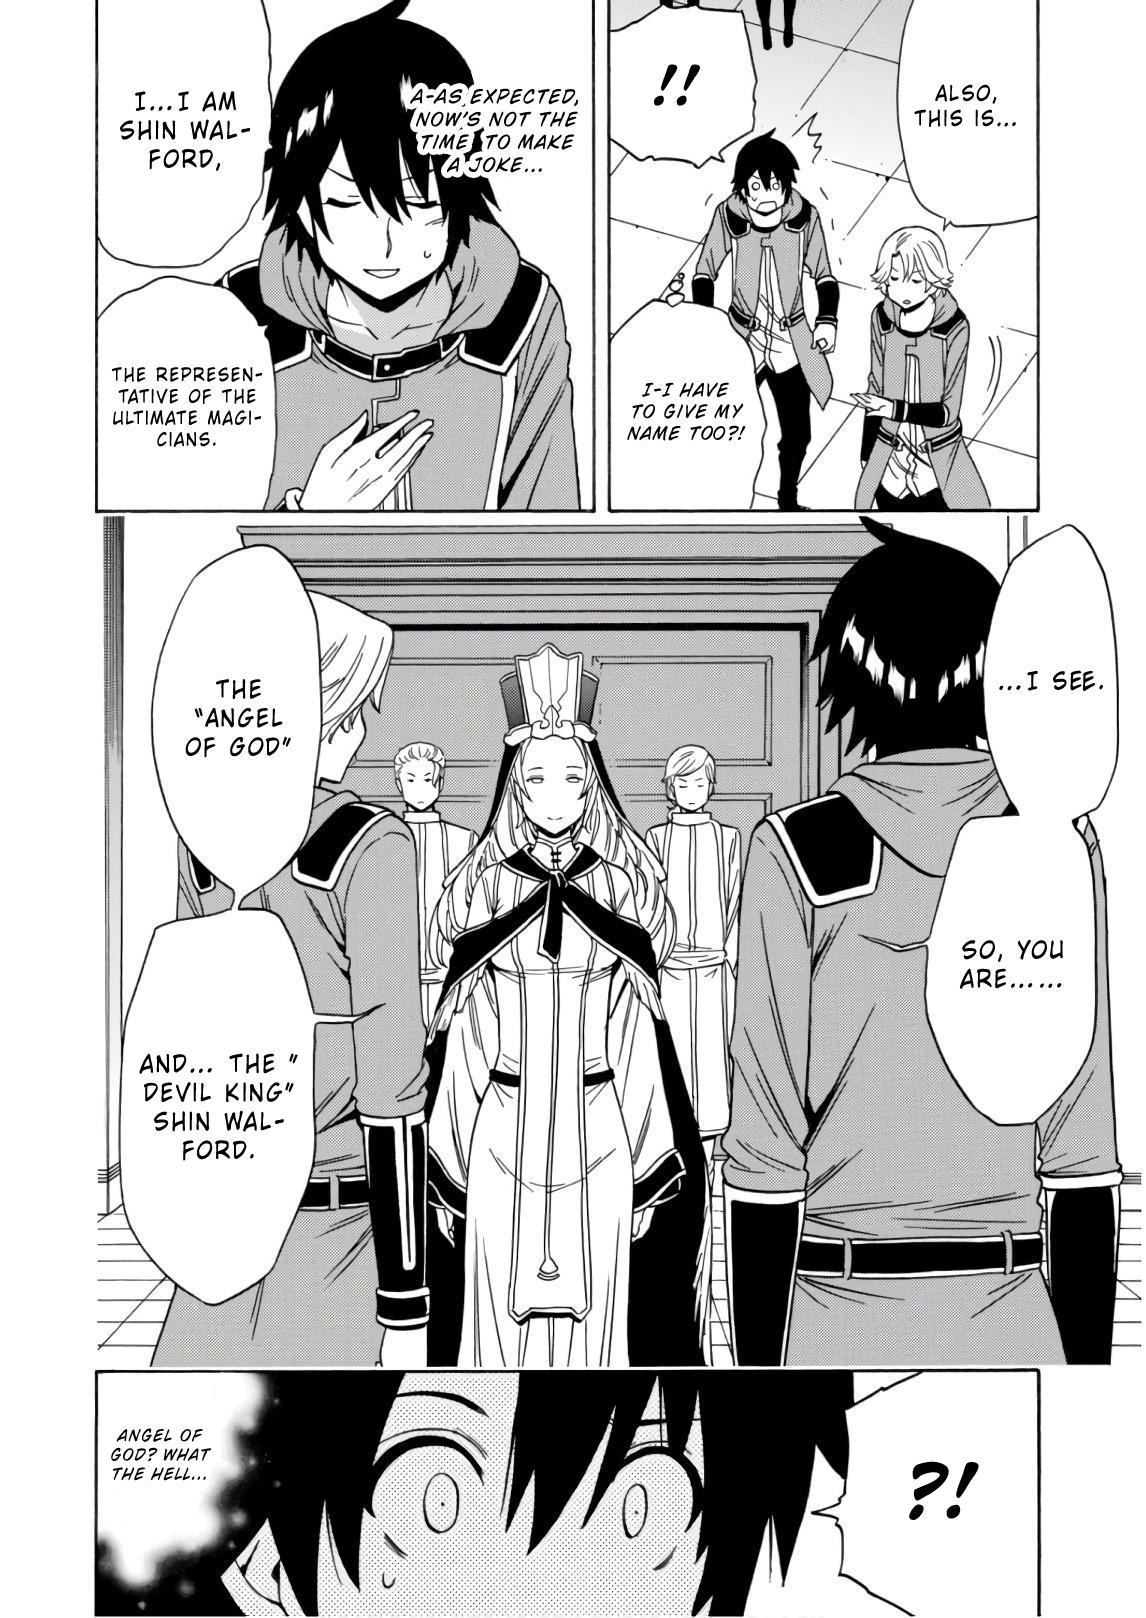 ALSO,
THIS IS...
!!
I-I HAVE
TO GIVE MY
NAME TOO?!
A-AS EXPECTED,
NOW'S NOT THE
TIME TO MAKE
A JOKE...
I...I AM
SHIN WAL-
FORD,
THE REPRESEN-
TATIVE OF THE
ULTIMATE MAGI-
CIANS.
...I SEE.
SO, YOU
ARE......
THE
"ANGEL
OF GOD"
AND... THE "
DEVIL KING"
SHIN WAL-
FORD.
?!
ANGEL OF
GOD? WHAT
THE HELL...